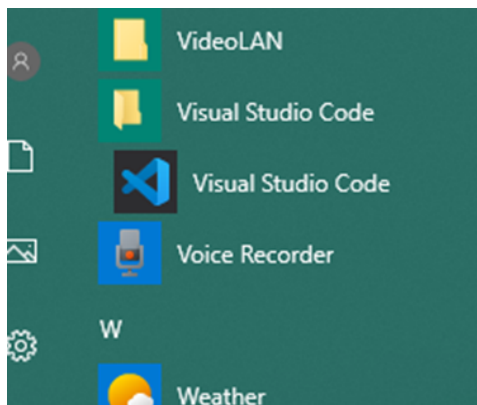 VideoLAN
Visual Studio Code
Visual Studio Code
Voice Recorder
W
Weather